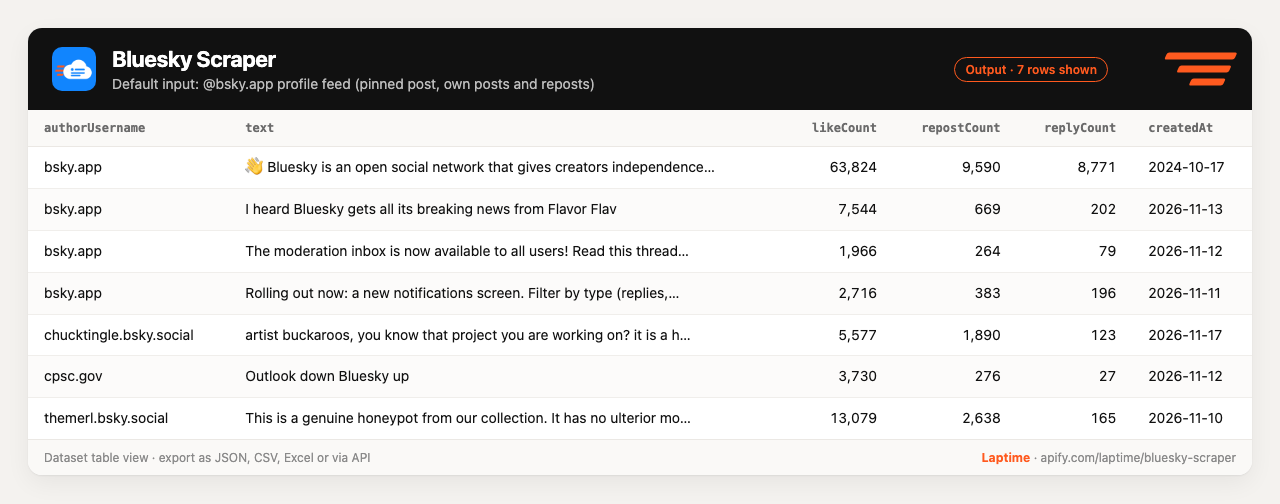 Bluesky Scraper
Default input: @bsky.app profile feed (pinned post, own posts and reposts)
Output · 7 rows shown
authorUsername text likeCount repostCount replyCount createdAt
bsky.app 👋 Bluesky is an open social network that gives creators independence... 63,824 9,590 8,771 2024-10-17
bsky.app I heard Bluesky gets all its breaking news from Flavor Flav 7,544 669 202 2026-11-13
bsky.app The moderation inbox is now available to all users! Read this thread... 1,966 264 79 2026-11-12
bsky.app Rolling out now: a new notifications screen. Filter by type (replies,... 2,716 383 196 2026-11-11
chucktingle.bsky.social artist buckaroos, you know that project you are working on? it is a h... 5,577 1,890 123 2026-11-17
cpsc.gov Outlook down Bluesky up 3,730 276 27 2026-11-12
themerl.bsky.social This is a genuine honeypot from our collection. It has no ulterior mo... 13,079 2,638 165 2026-11-10
Dataset table view · export as JSON, CSV, Excel or via API
Laptime · apify.com/laptime/bluesky-scraper